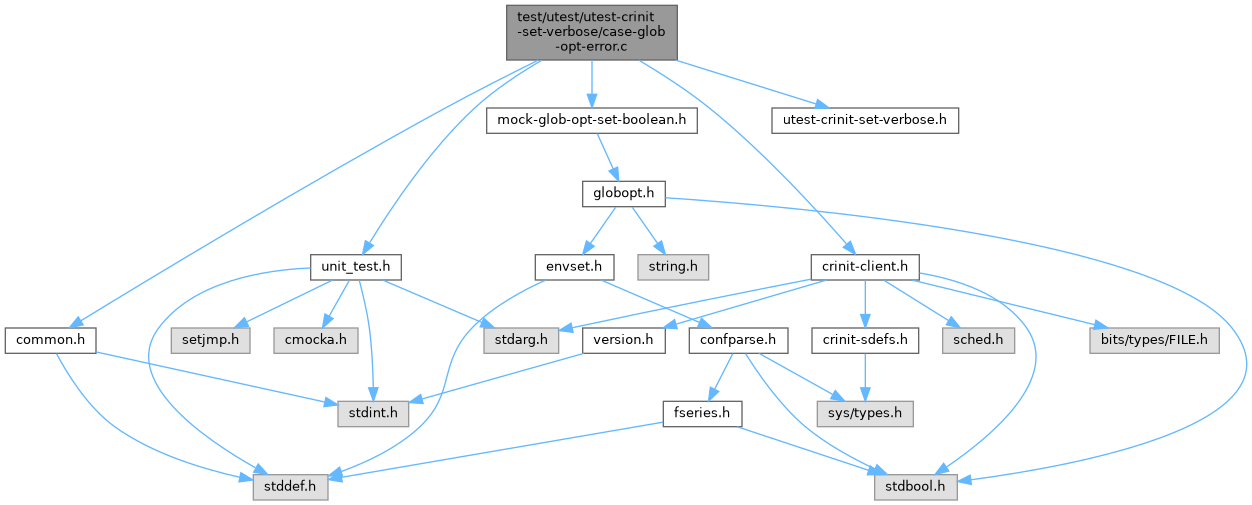 test/utest/utest-crinit
-set-verbose/case-glob
-opt-error.c
mock-glob-opt-set-boolean.h
utest-crinit-set-verbose.h
globopt.h
unit_test.h
envset.h
string.h
crinit-client.h
common.h
setjmp.h
cmocka.h
stdarg.h
version.h
confparse.h
crinit-sdefs.h
sched.h
bits/types/FILE.h
stdint.h
fseries.h
sys/types.h
stddef.h
stdbool.h